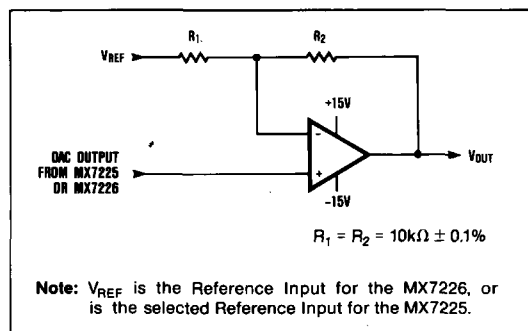 R₁
R₂
VREF
+15V
DAC OUTPUT
FROM MX7225
OR MX7226
-
+
VOUT
-15V
R₁ = R₂ = 10kΩ ± 0.1%
Note: VREF is the Reference Input for the MX7226, or
is the selected Reference Input for the MX7225.